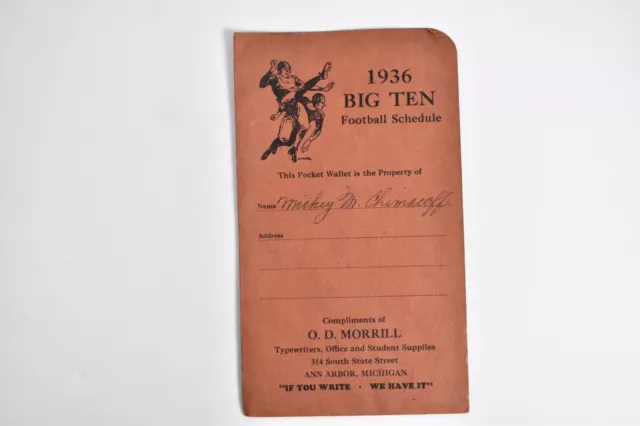 1936
BIG TEN
Football Schedule
This Pocket Wallet is the Property of
Name Mickey M. Chimacoff.
Address
Compliments of
O. D. MORRILL
Typewriters, Office and Student Supplies
314 South State Street
ANN ARBOR, MICHIGAN
"IF YOU WRITE - WE HAVE IT"